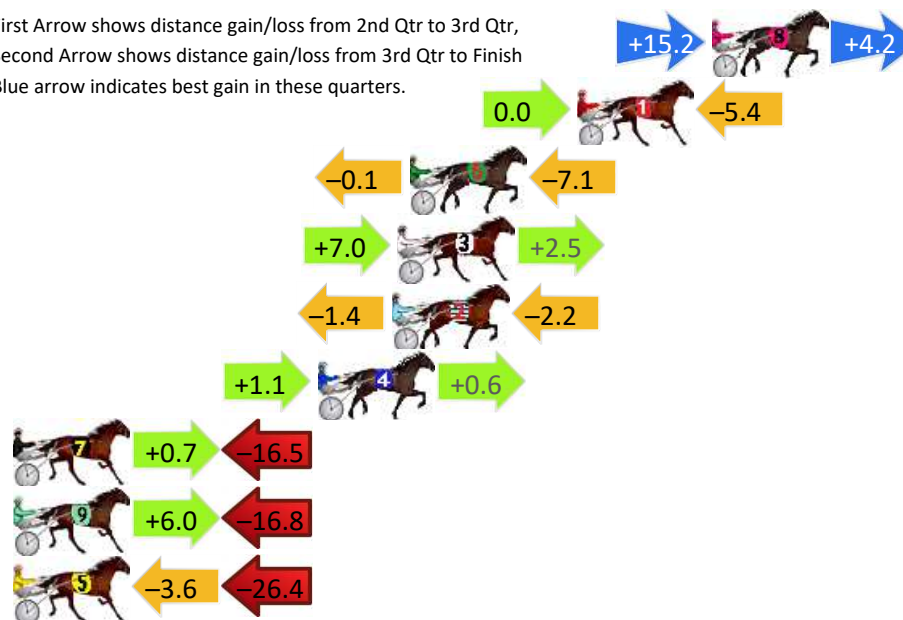 irst Arrow shows distance gain/loss from 2nd Qtr to 3rd Qtr,
Second Arrow shows distance gain/loss from 3rd Qtr to Finish
Blue arrow indicates best gain in these quarters.
+15.2 8 +4.2
0.0 1 –5.4
–0.1 6 –7.1
+7.0 3 +2.5
–1.4 2 –2.2
+1.1 4 +0.6
7 +0.7 –16.5
9 +6.0 –16.8
5 –3.6 –26.4